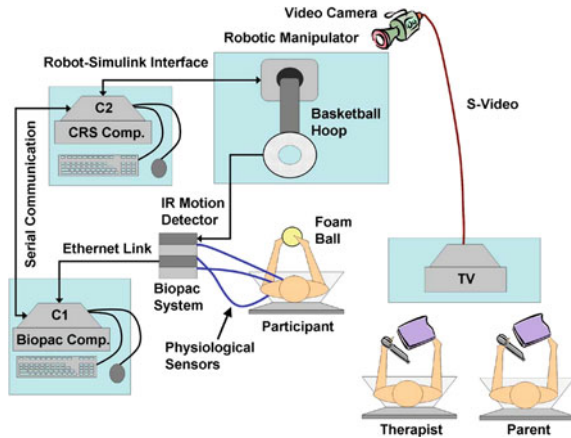 Video Camera
Robotic Manipulator
Robot-Simulink Interface
C2
CRS Comp.
Basketball
Hoop
S-Video
Serial Communication
IR Motion
Detector
Foam
Ball
Ethernet Link
Biopac
System
TV
C1
Biopac Comp.
Participant
Physiological
Sensors
Therapist
Parent